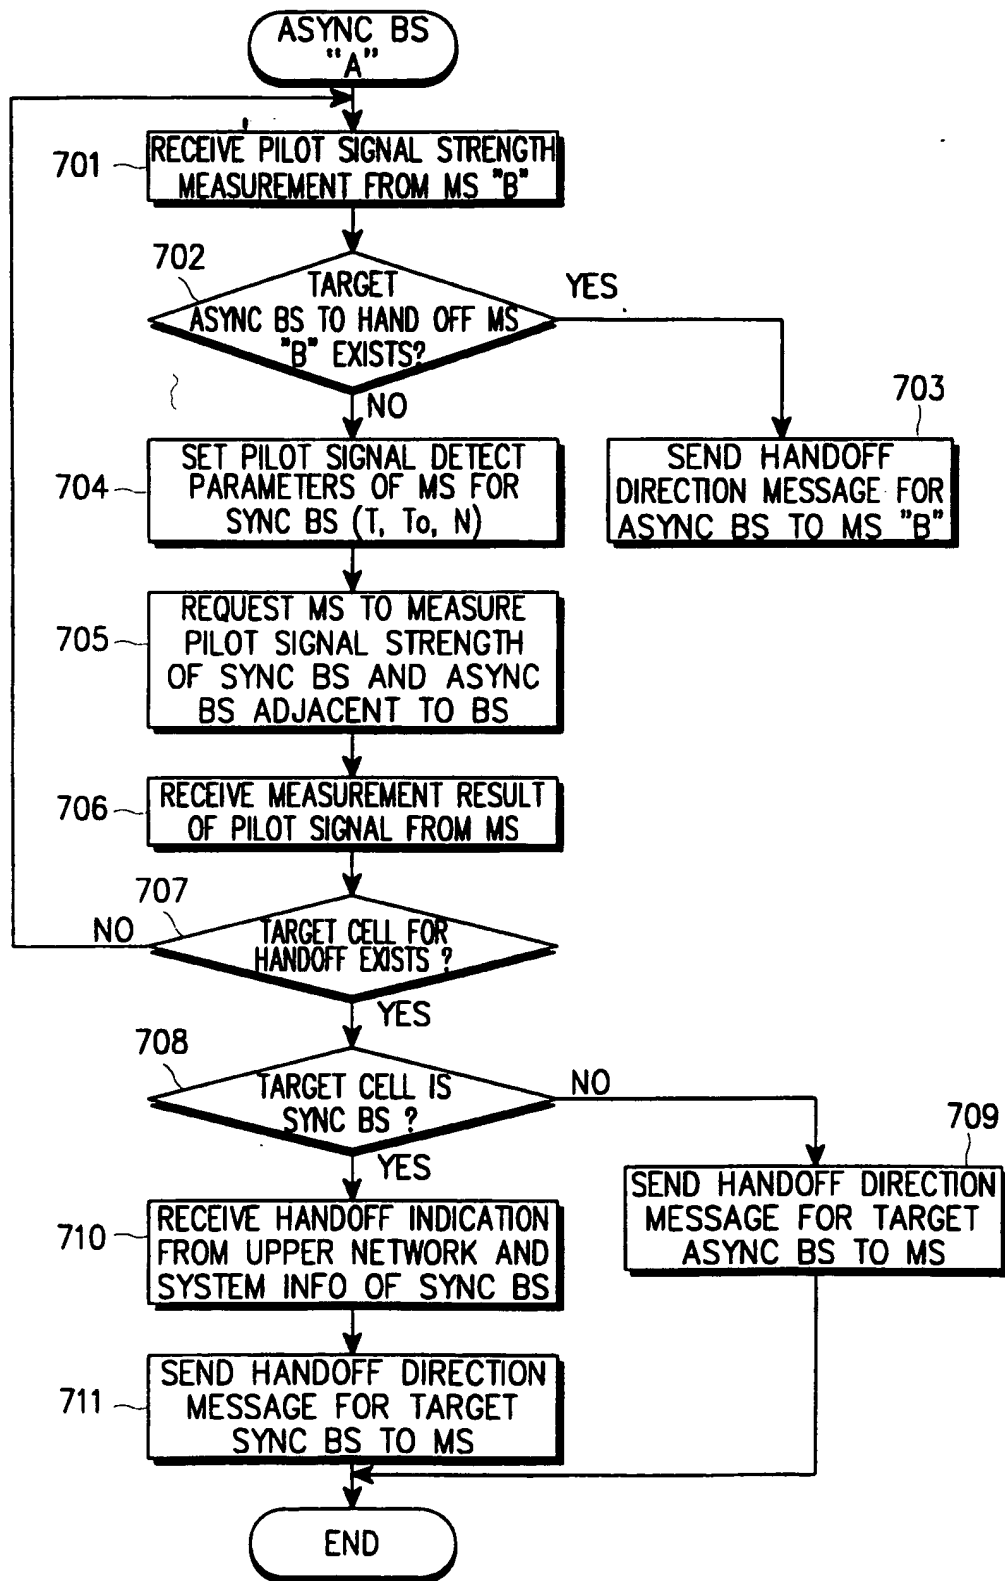 ASYNC BS
"A"
701
RECEIVE PILOT SIGNAL STRENGTH
MEASUREMENT FROM MS "B"
702
TARGET
ASYNC BS TO HAND OFF MS
"B" EXISTS?
YES
NO
703
SEND HANDOFF
DIRECTION MESSAGE FOR
ASYNC BS TO MS "B"
704
SET PILOT SIGNAL DETECT
PARAMETERS OF MS FOR
SYNC BS (T, To, N)
705
REQUEST MS TO MEASURE
PILOT SIGNAL STRENGTH
OF SYNC BS AND ASYNC
BS ADJACENT TO BS
706
RECEIVE MEASUREMENT RESULT
OF PILOT SIGNAL FROM MS
707
NO
TARGET CELL FOR
HANDOFF EXISTS ?
YES
708
TARGET CELL IS
SYNC BS ?
NO
YES
709
SEND HANDOFF DIRECTION
MESSAGE FOR TARGET
ASYNC BS TO MS
710
RECEIVE HANDOFF INDICATION
FROM UPPER NETWORK AND
SYSTEM INFO OF SYNC BS
711
SEND HANDOFF DIRECTION
MESSAGE FOR TARGET
SYNC BS TO MS
END